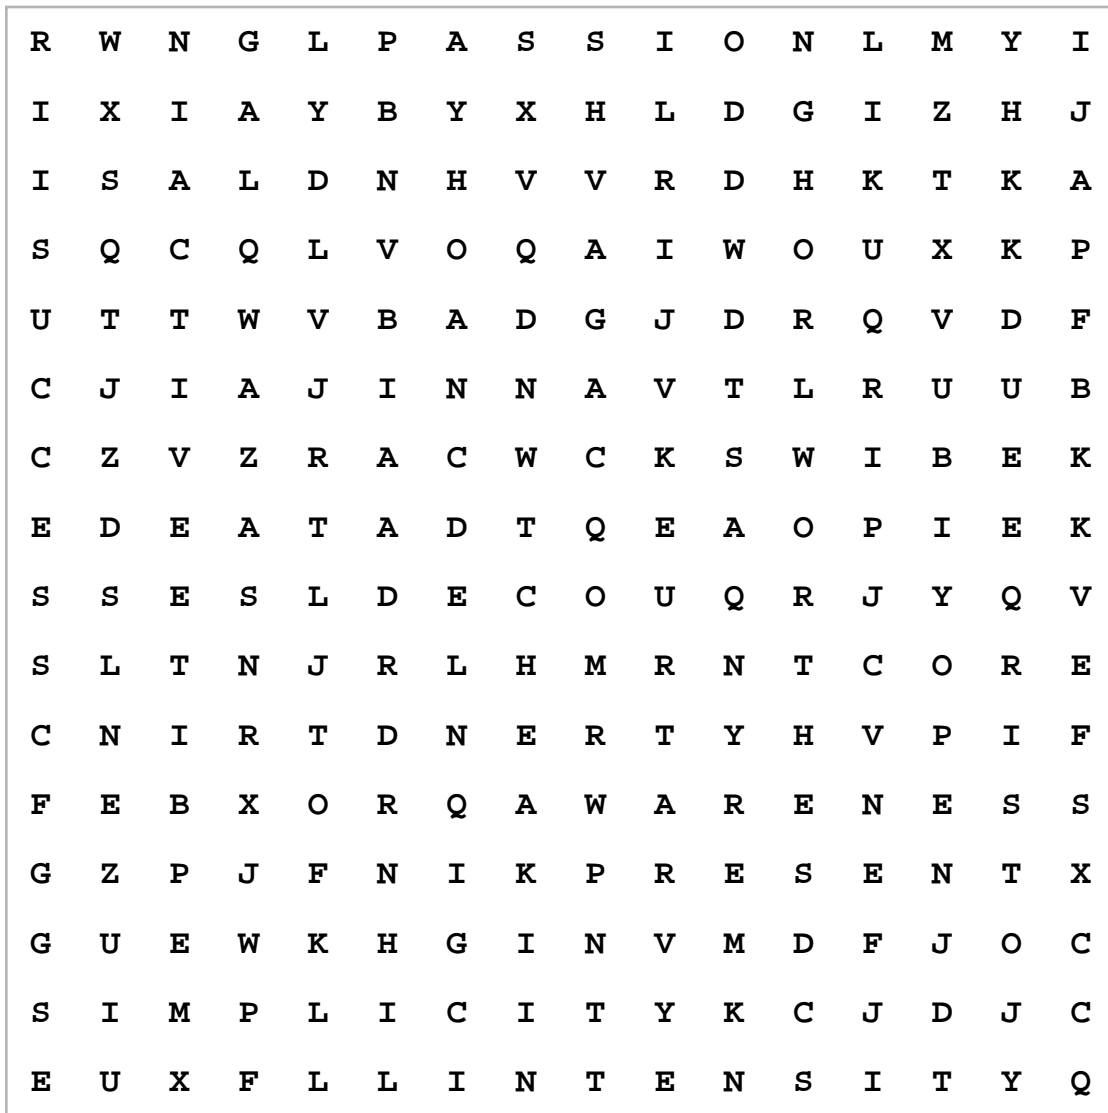 R W N G L P A S S I O N L M Y I
I X I A Y B Y X H L D G I Z H J
I S A L D N H V V R D H K T K A
S Q C Q L V O Q A I W O U X K P
U T T W V B A D G J D R Q V D F
C J I A J I N N A V T L R U U B
C Z V Z R A C W C K S W I B E K
E D E A T A D T Q E A O P I E K
S S E S L D E C O U Q R J Y Q V
S L T N J R L H M R N T C O R E
C N I R T D N E R T Y H V P I F
F E B X O R Q A W A R E N E S S
G Z P J F N I K P R E S E N T X
G U E W K H G I N V M D F J O C
S I M P L I C I T Y K C J D J C
E U X F L L I N T E N S I T Y Q